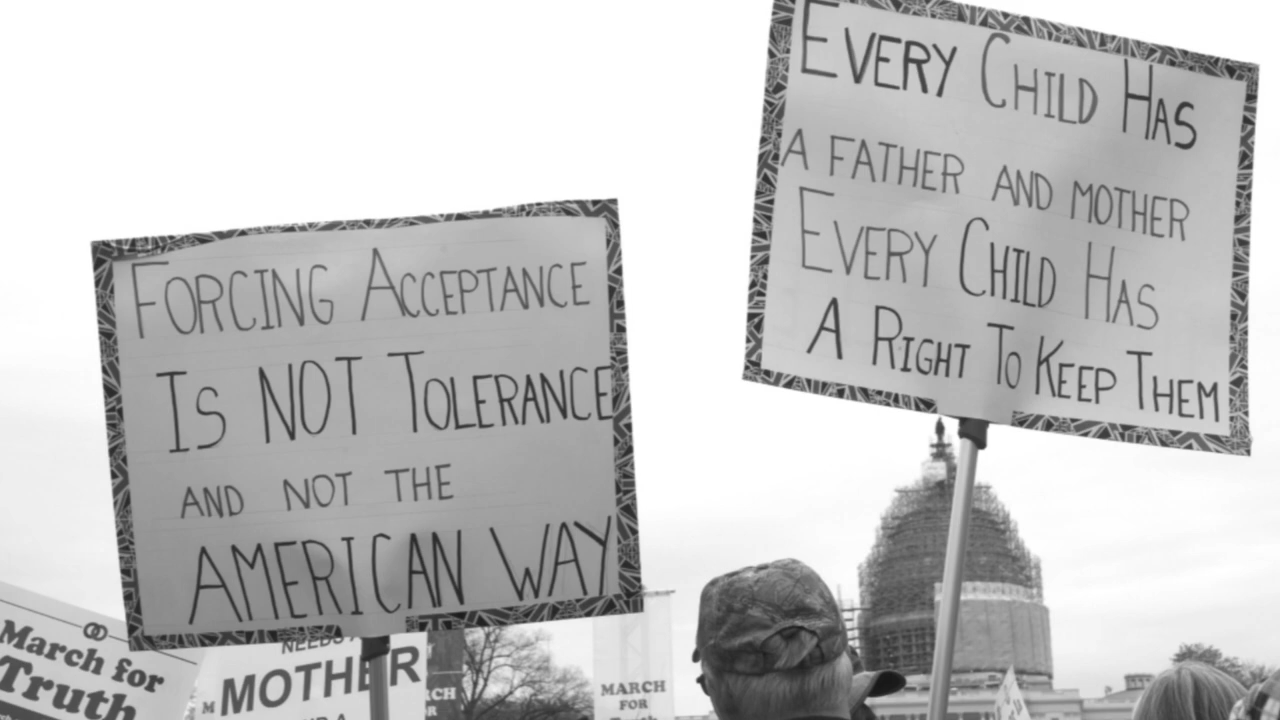 FORCING ACCEPTANCE
IS NOT TOLERANCE
AND NOT THE
AMERICAN WAY
EVERY CHILD HAS
A FATHER AND MOTHER
EVERY CHILD HAS
A RIGHT TO KEEP THEM
March for
Truth
NEEDS
MOTHER
MARCH
FOR